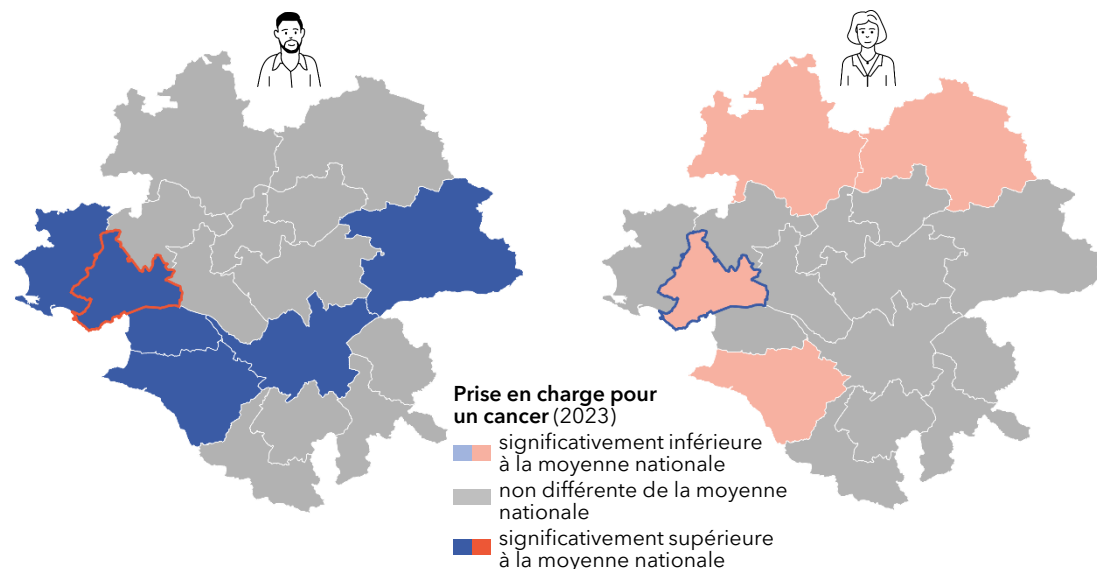 Prise en charge pour
un cancer (2023)
significativement inférieure
à la moyenne nationale
non différente de la moyenne
nationale
significativement supérieure
à la moyenne nationale